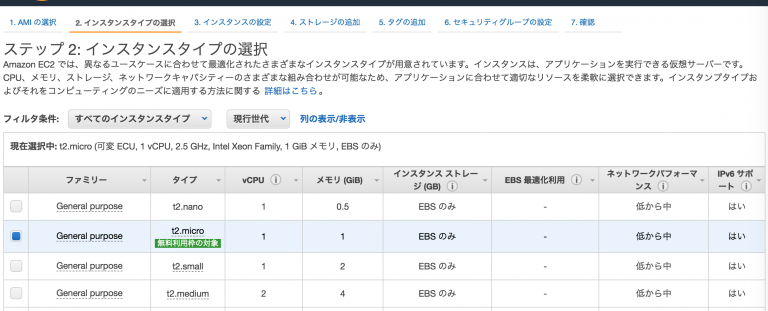 1. AMI の選択 2. インスタンスタイプの選択 3. インスタンスの設定 4. ストレージの追加 5. タグの追加 6. セキュリティグループの設定 7. 確認
ステップ 2: インスタンスタイプの選択
Amazon EC2 では、異なるユースケースに合わせて最適化されたさまざまなインスタンスタイプが用意されています。インスタンスは、アプリケーションを実行できる仮想サーバーです。
CPU、メモリ、ストレージ、ネットワークキャパシティーのさまざまな組み合わせが可能なため、アプリケーションに合わせて適切なリソースを柔軟に選択できます。インスタンプタイプお
よびそれをコンピューティングのニーズに適用する方法に関する 詳細はこちら。
フィルタ条件: すべてのインスタンスタイプ 現行世代 列の表示/非表示
現在選択中: t2.micro (可変 ECU, 1 vCPU, 2.5 GHz, Intel Xeon Family, 1 GiB メモリ, EBS のみ)
ファミリー タイプ vCPU メモリ (GiB) インスタンス ストレージ (GB) EBS 最適化利用 ネットワークパフォーマンス IPv6 サポート
General purpose t2.nano 1 0.5 EBS のみ - 低から中 はい
General purpose t2.micro 1 1 EBS のみ - 低から中 はい
無料利用枠の対象
General purpose t2.small 1 2 EBS のみ - 低から中 はい
General purpose t2.medium 2 4 EBS のみ - 低から中 はい